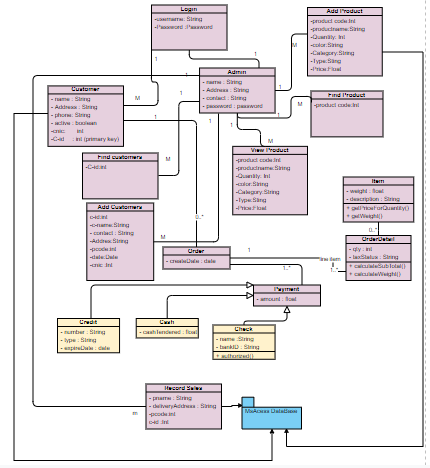 Login
-username: String
-Password :Password
Add Product
-product code:Int
-productname:String
-Quantity: Int
-color:String
-Category:String
-Type:Sting
-Price:Float
M
1
1
1
Customer
- name : String
- Address : String
- phone: String
- active : boolean
-cnic: int
C-id : int (primary key)
M
1
Admin
- name : String
- Address : String
- contact : String
- password : password
1
1
1
M
M
Find Product
-product code:Int
View Product
-product code:Int
-productname:String
-Quantity: Int
-color:String
-Category:String
-Type:Sting
-Price:Float
Find customers
-C-id:int
M
Add Customers
c-id:int
-c-name:String
- contact : String
-Addres:String
-pcode:int
-date:Date
-cnic :Int
M
0..*
Item
- weight : float
- description : String
+ getPriceForQuantity()
+ getWeight()
0..*
OrderDetail
- qty : int
- taxStatus : String
+ calculateSubTotal()
+ calculateWeight()
Order
- createDate : date
1
line item
1..*
1..*
Payment
- amount : float
Credit
- number : String
- type : String
- expireDate : date
Cash
- cashTendered : float
Check
- name :String
- bankID : String
+ authorized()
Record Sales
- pname : String
- deliveryAddress : String
-pcode:int
c-id :Int
m
MsAcess DataBase